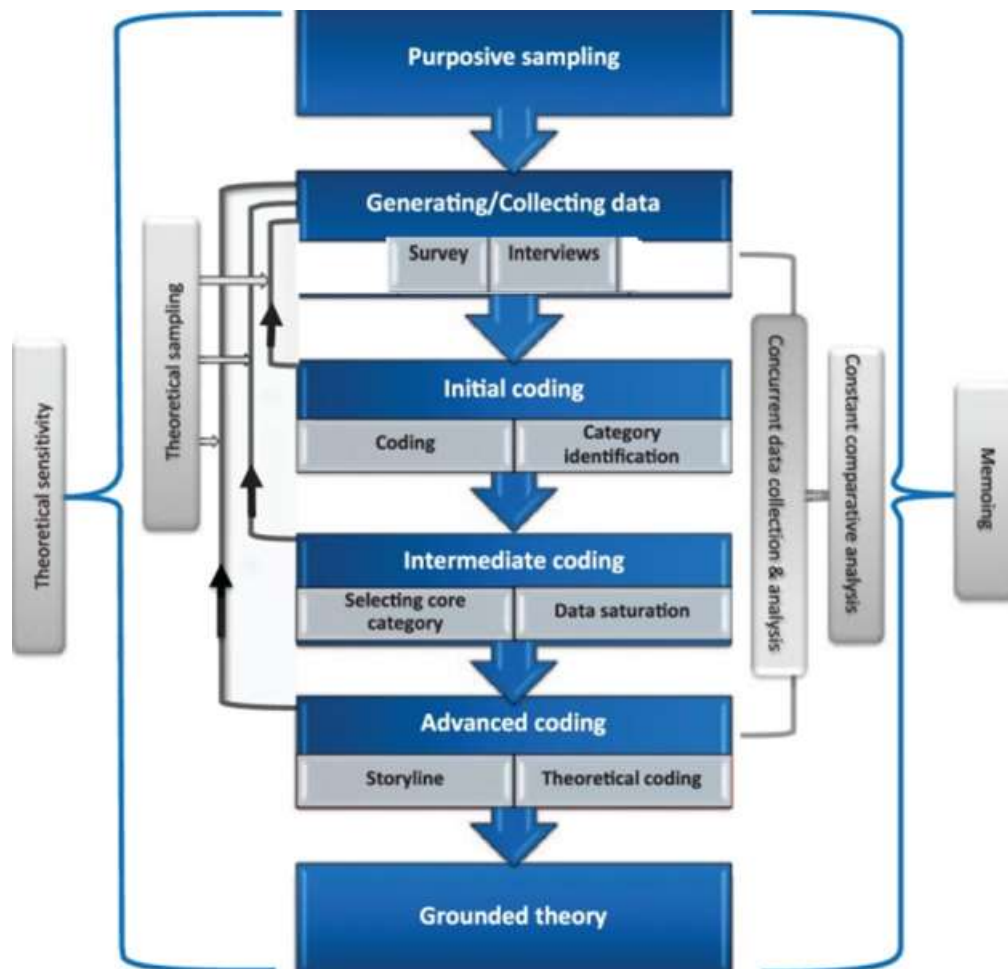 Purposive sampling
Generating/Collecting data
Survey
Interviews
Initial coding
Coding
Category
identification
Intermediate coding
Selecting core
category
Data saturation
Advanced coding
Storyline
Theoretical coding
Grounded theory
Theoretical sensitivity
Theoretical sampling
Concurrent data collection & analysis
Constant comparative analysis
Memoing